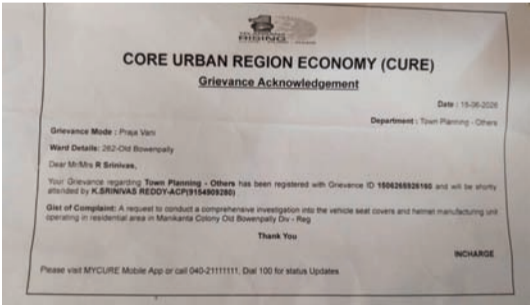 RISING
CORE URBAN REGION ECONOMY (CURE)
Grievance Acknowledgement
Date : 15-06-2026
Department : Town Planning - Others
Grievance Mode : Praja Vani
Ward Details: 262-Old Bowenpally
Dear Mr/Mrs R Srinivas,
Your Grievance regarding Town Planning - Others has been registered with Grievance ID and will be shortly
attended by K.SRINIVAS REDDY-ACP(9154909280)
Gist of Complaint: A request to conduct a comprehensive investigation into the vehicle seat covers and helmet manufacturing unit
operating in residential area in Manikanta Colony Old Bowenpally Div - Reg
Thank You
INCHARGE
Please visit MYCURE Mobile App or call 040-21111111, Dial 100 for status Updates